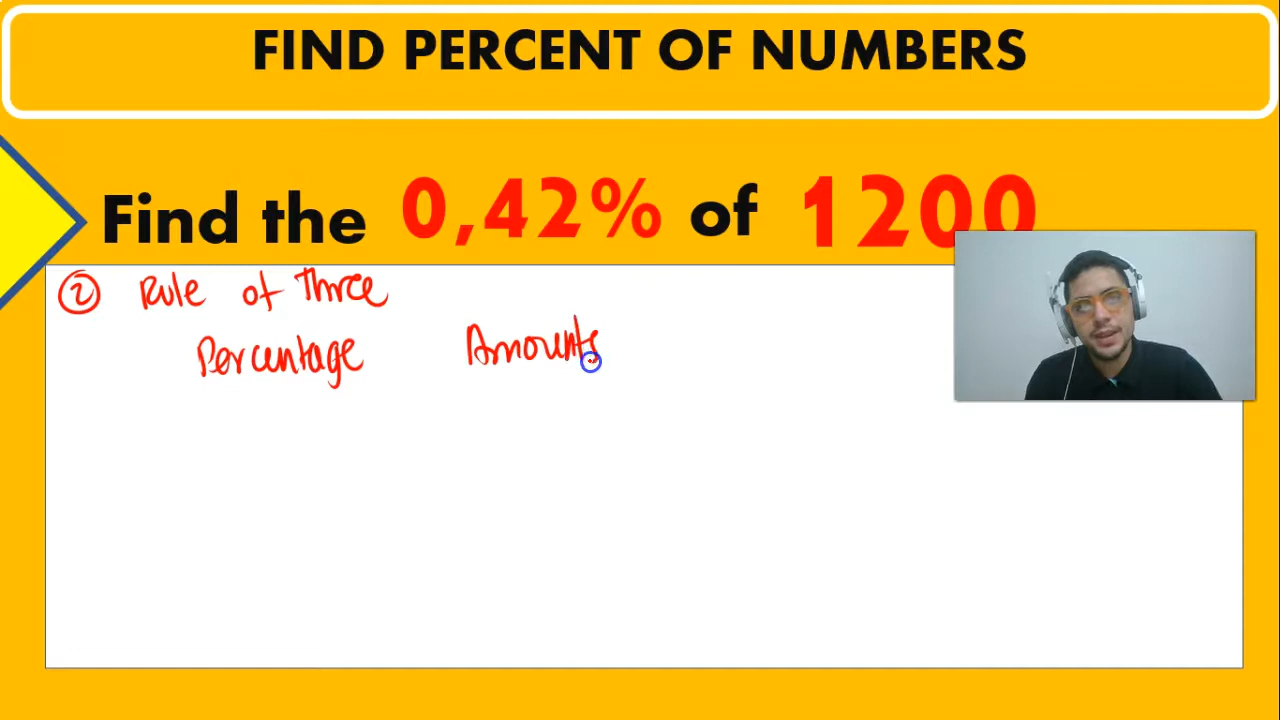 FIND PERCENT OF NUMBERS
Find the 0,42% of 1200
② Rule of Three
Percentage Amounts